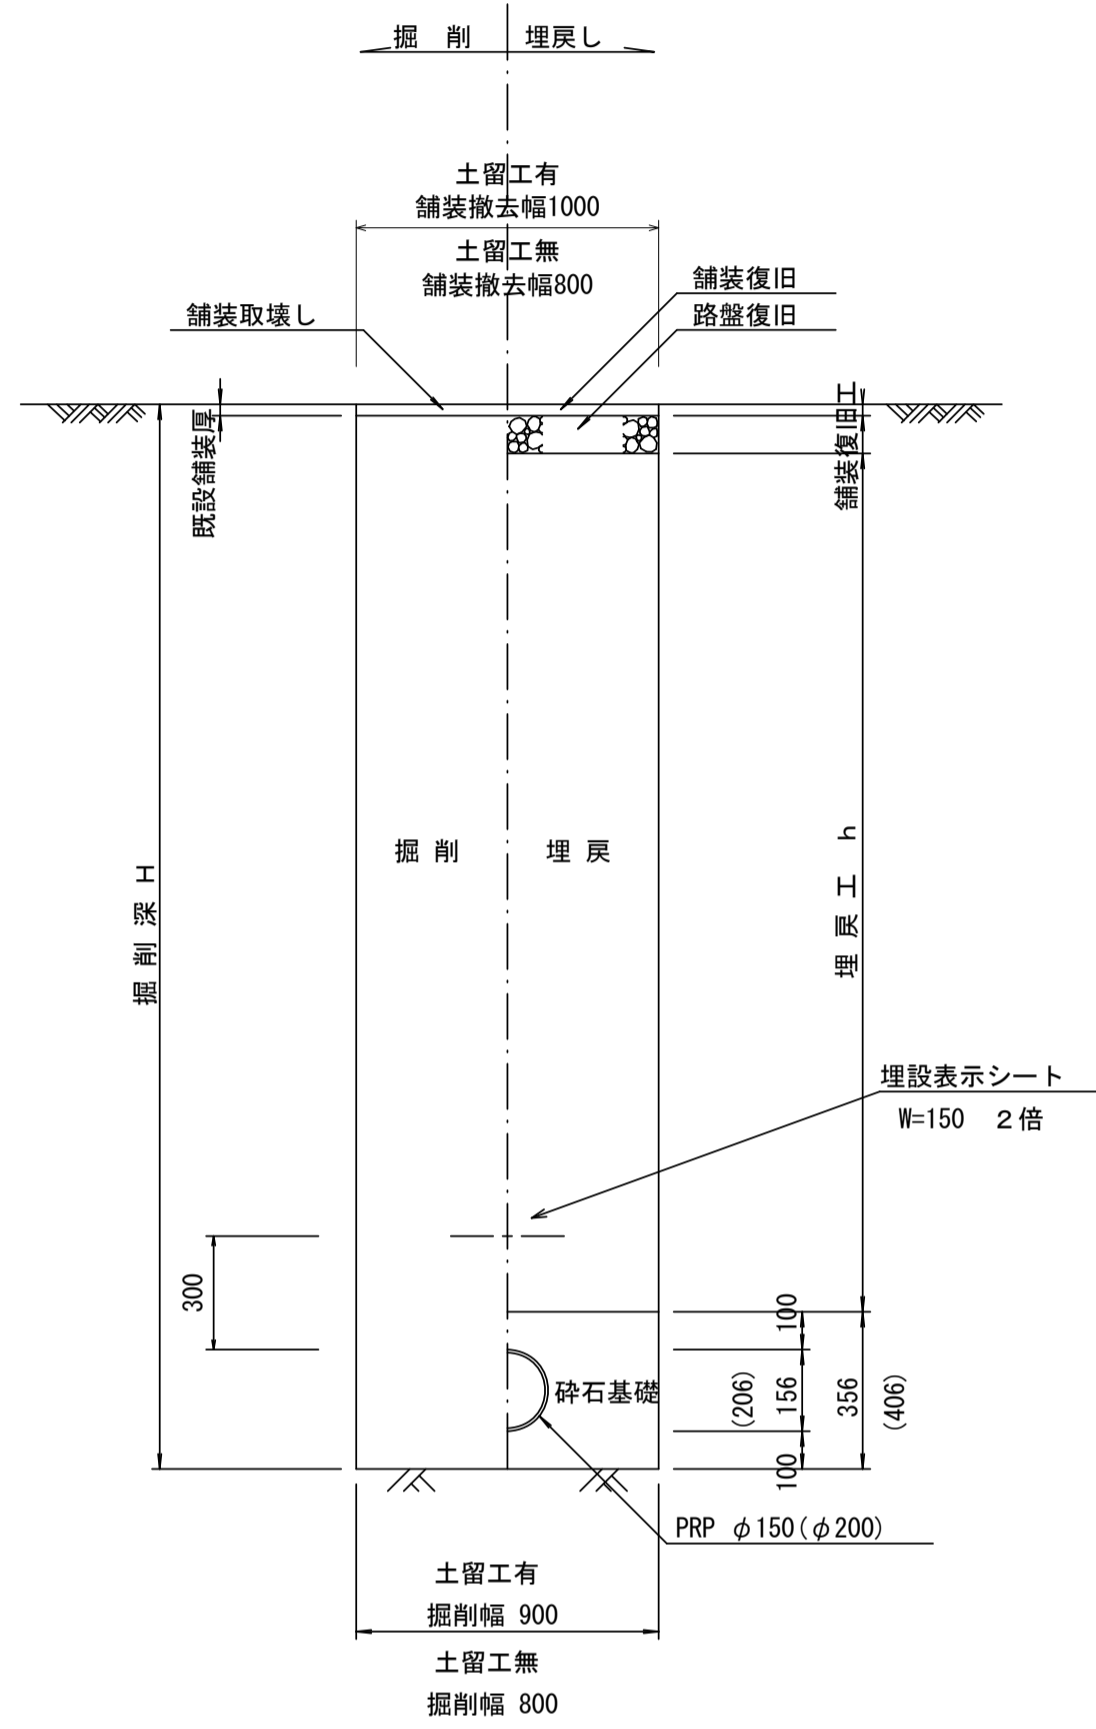 掘 削 埋戻し
土留工有
舗装撤去幅1000
土留工無
舗装撤去幅800
舗装復旧
路盤復旧
舗装取壊し
既設舗装厚
舗装復旧工
掘削 埋戻
掘削深 H
埋戻工 h
埋設表示シート
W=150 2倍
300
100
砕石基礎
(206)
156
356
(406)
100
PRP φ150(φ200)
土留工有
掘削幅 900
土留工無
掘削幅 800